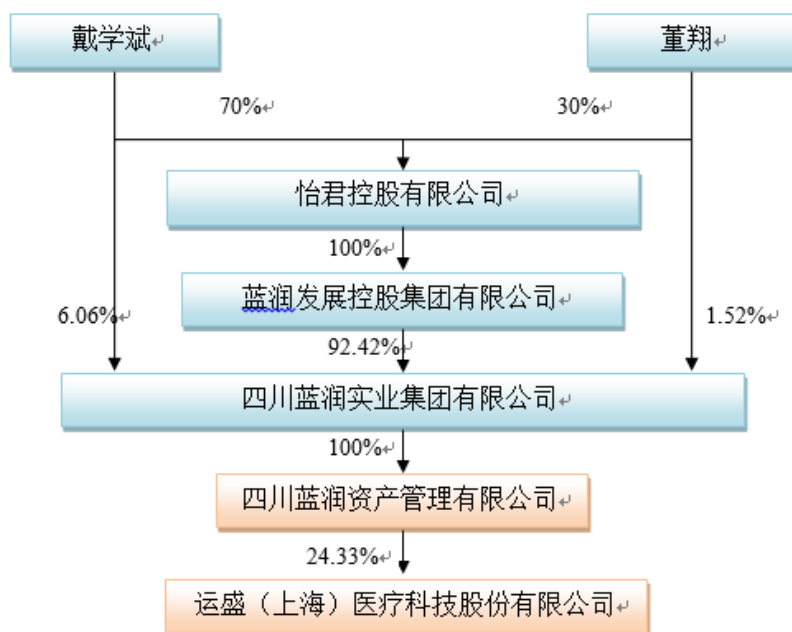 戴学斌
董翔
70%
30%
怡君控股有限公司
100%
蓝润发展控股集团有限公司
6.06%
1.52%
92.42%
四川蓝润实业集团有限公司
100%
四川蓝润资产管理有限公司
24.33%
运盛（上海）医疗科技股份有限公司